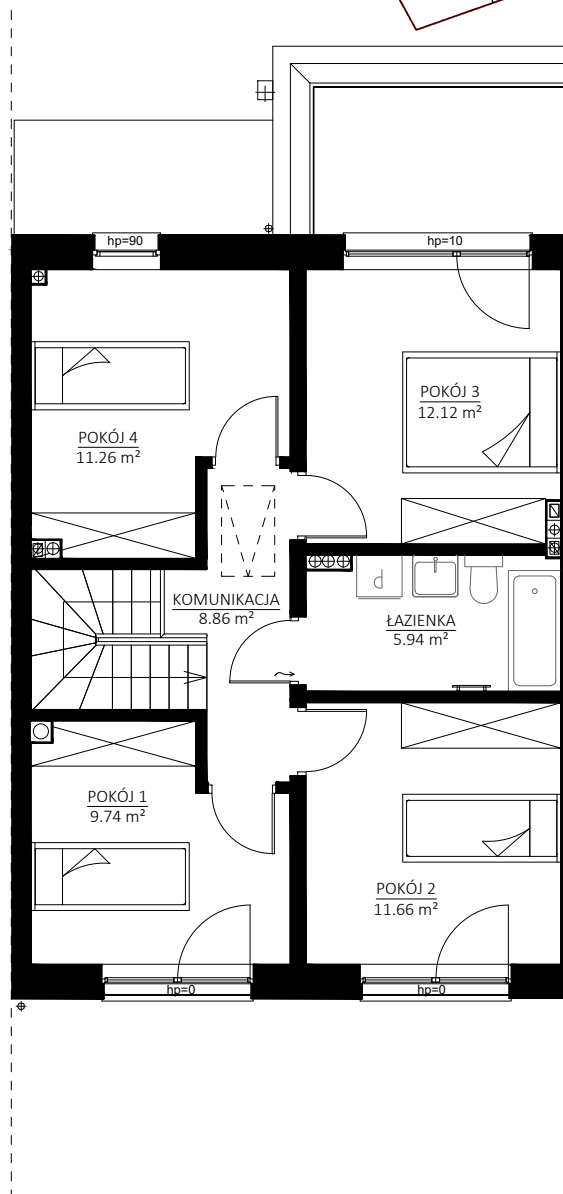 hp=90
hp=10
POKÓJ 3
12.12 m²
POKÓJ 4
11.26 m²
KOMUNIKACJA
8.86 m²
ŁAZIENKA
5.94 m²
POKÓJ 1
9.74 m²
POKÓJ 2
11.66 m²
hp=0
hp=0